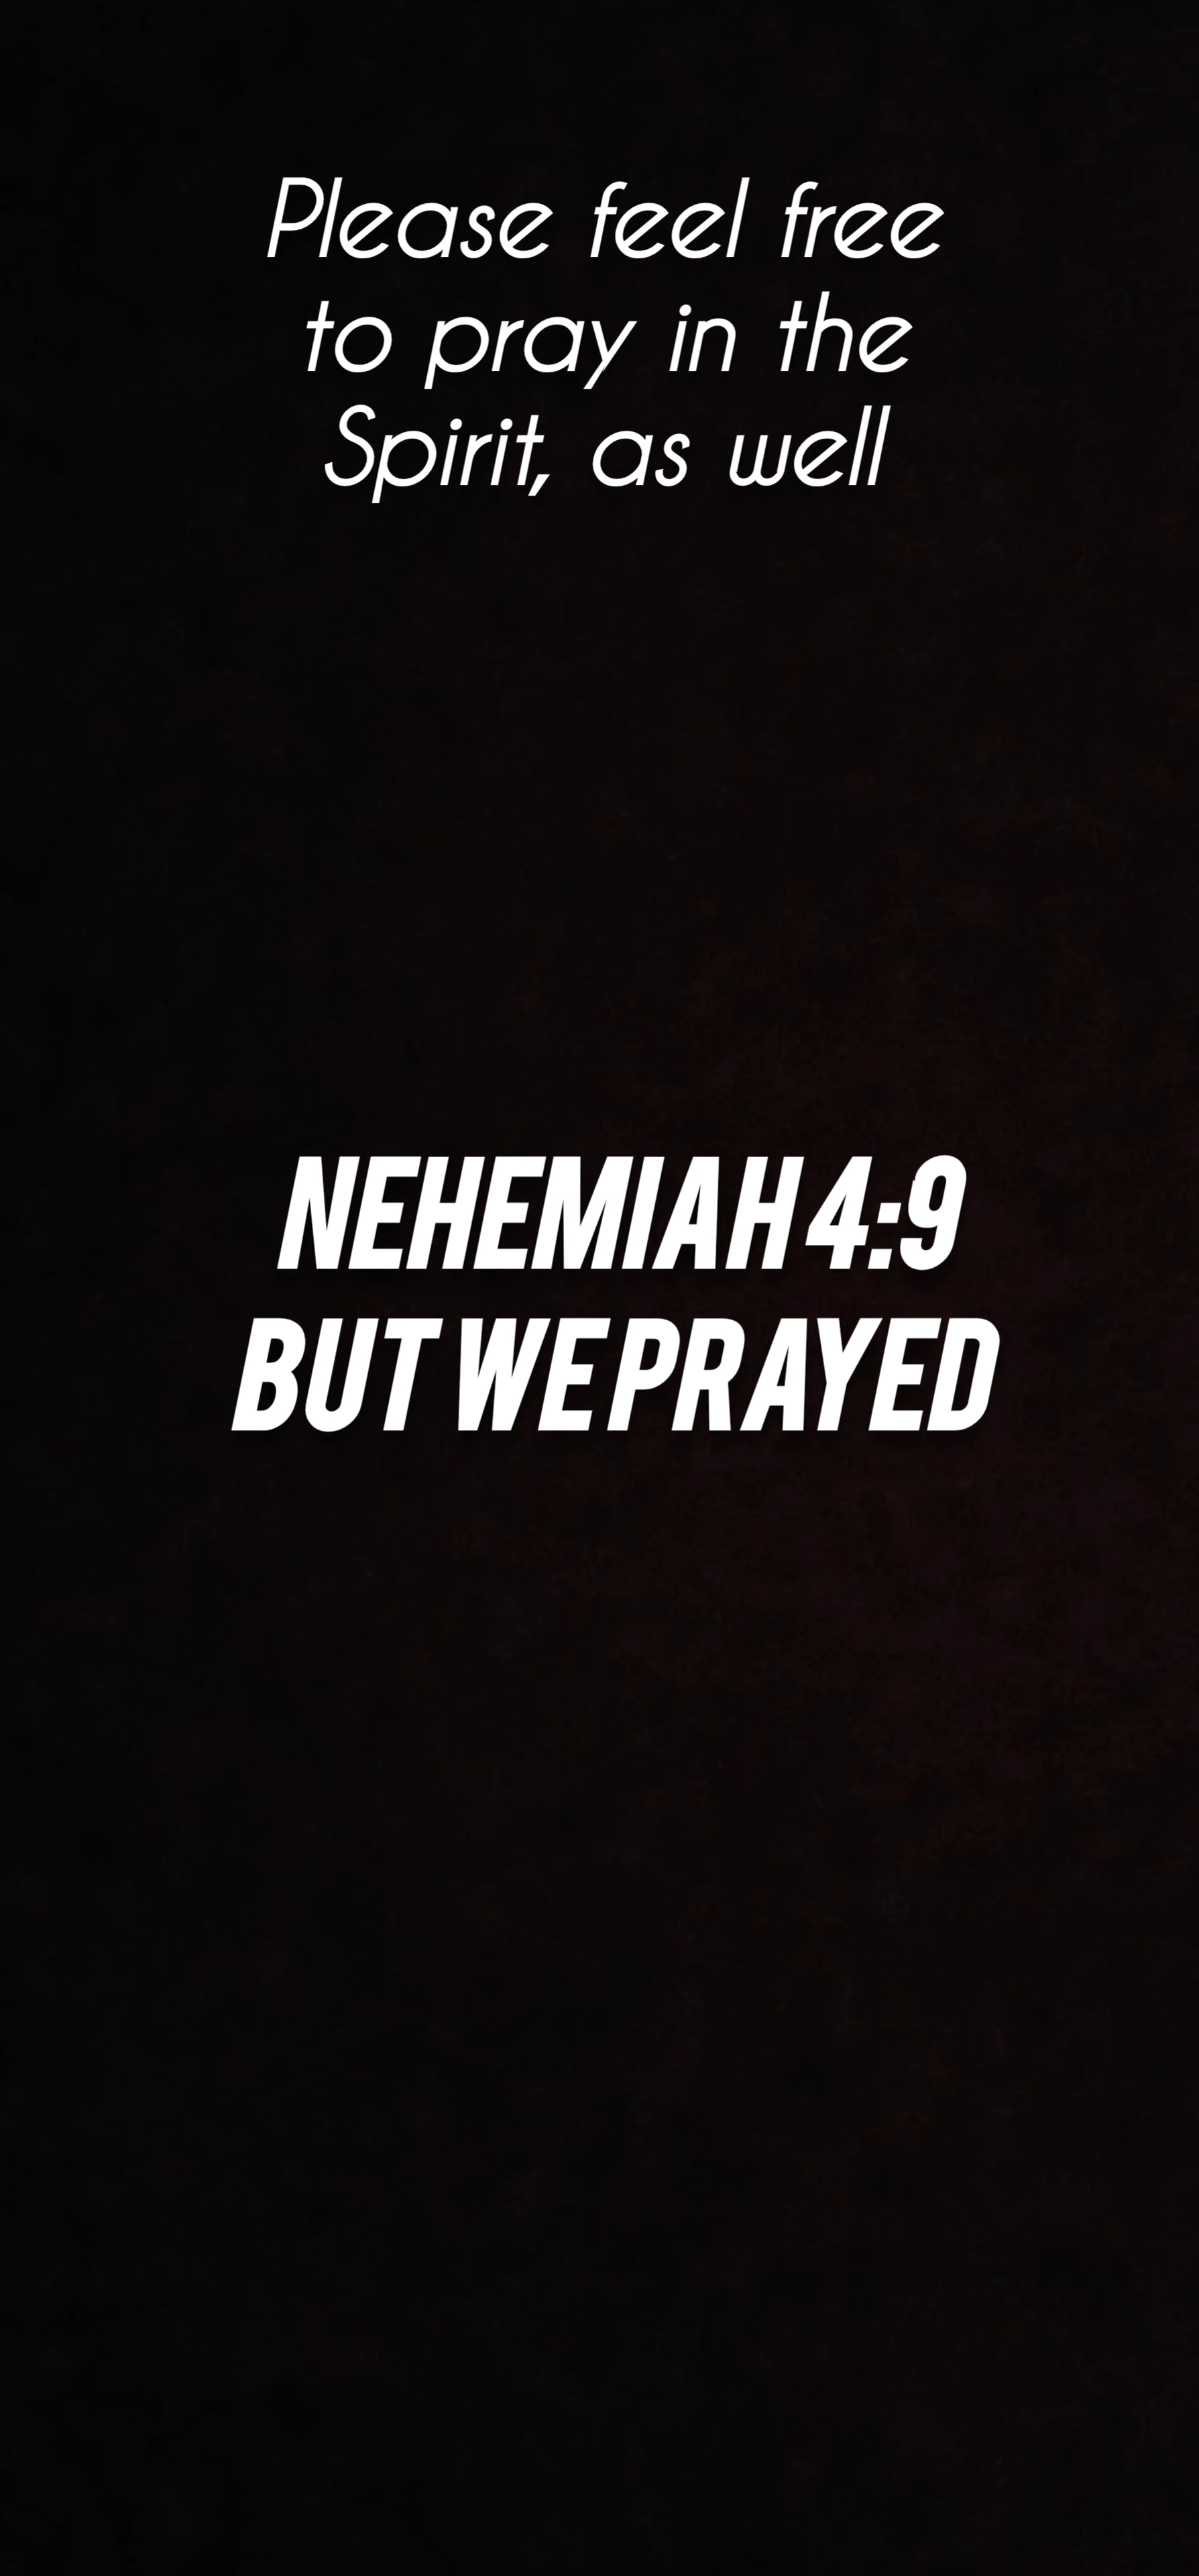 Please feel free
to pray in the
Spirit, as well
NEHEMIAH 4:9
BUT WE PRAYED